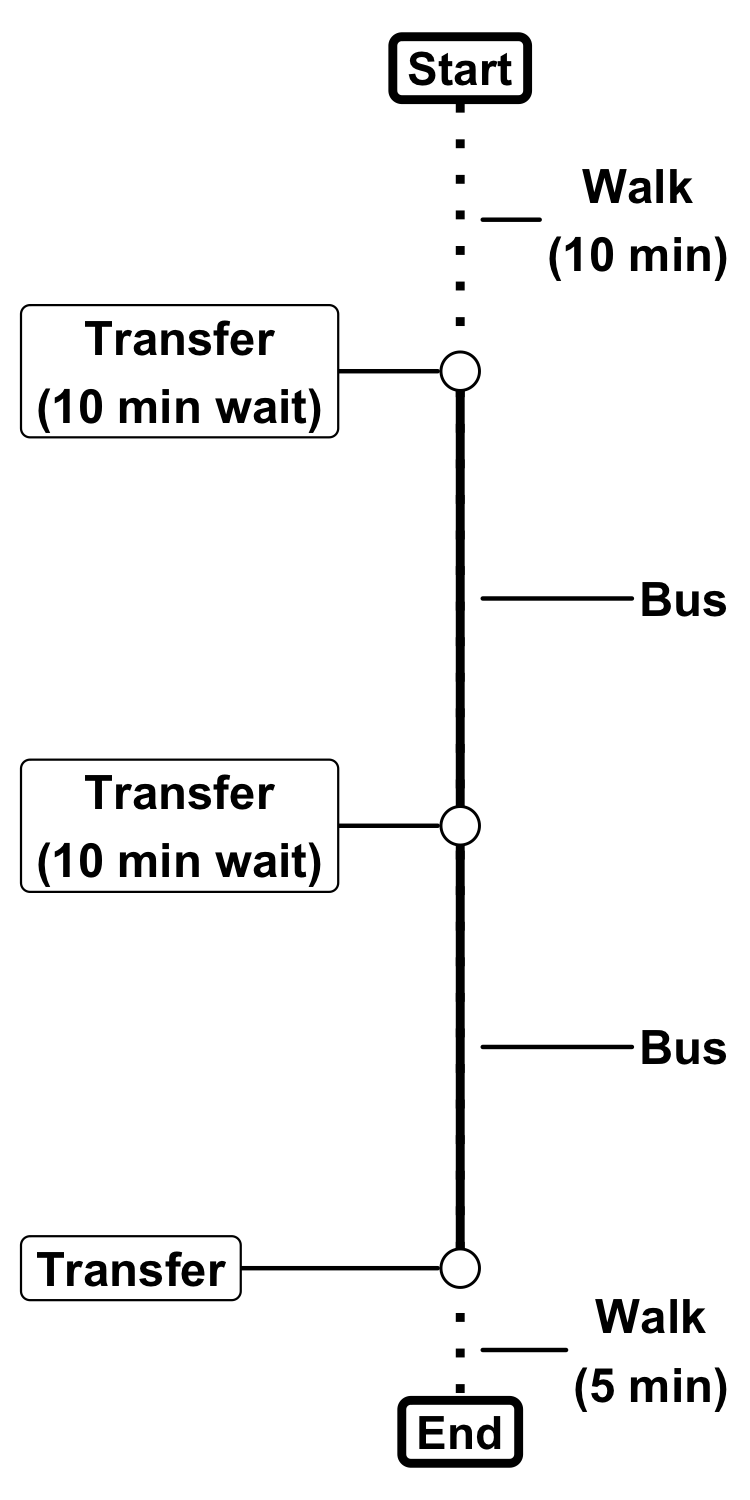 Start
Walk
(10 min)
Transfer
(10 min wait)
Bus
Transfer
(10 min wait)
Bus
Transfer
Walk
(5 min)
End